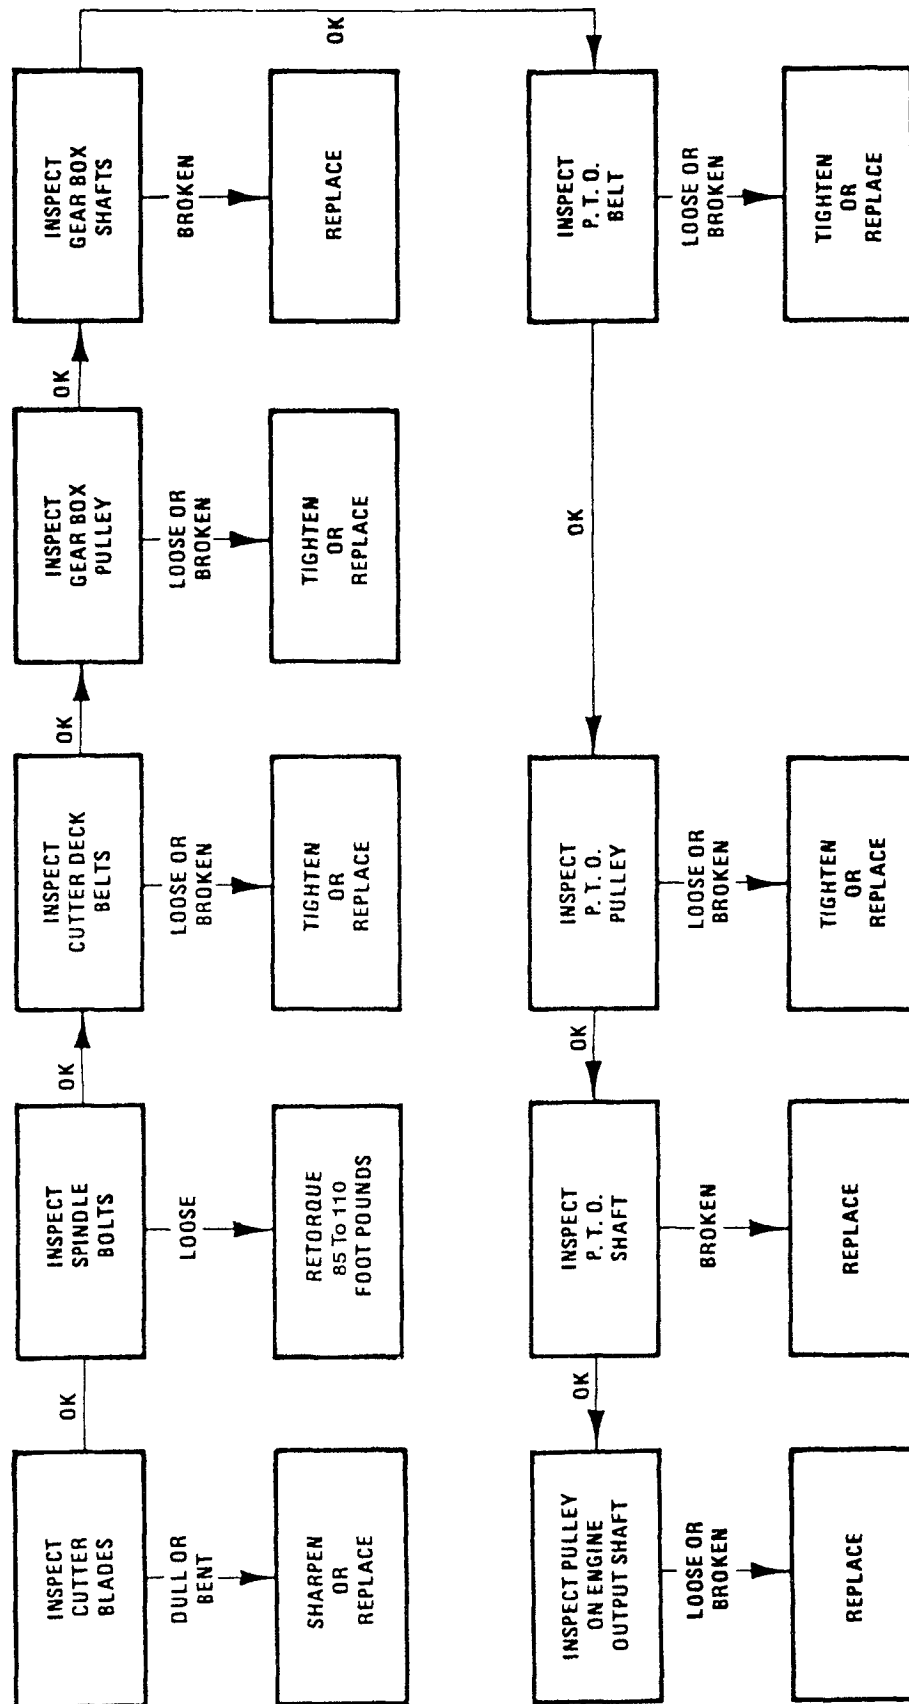 INSPECT
CUTTER
BLADES
OK
DULL OR
BENT
SHARPEN
OR
REPLACE
INSPECT
SPINDLE
BOLTS
OK
LOOSE
RETORQUE
85 To 110
FOOT POUNDS
INSPECT
CUTTER DECK
BELTS
OK
LOOSE OR
BROKEN
TIGHTEN
OR
REPLACE
INSPECT
GEAR BOX
PULLEY
OK
LOOSE OR
BROKEN
TIGHTEN
OR
REPLACE
INSPECT
GEAR BOX
SHAFTS
OK
BROKEN
REPLACE
INSPECT
P. T. O.
BELT
OK
LOOSE OR
BROKEN
TIGHTEN
OR
REPLACE
INSPECT
P. T. O.
PULLEY
OK
LOOSE OR
BROKEN
TIGHTEN
OR
REPLACE
INSPECT
P. T. O.
SHAFT
OK
BROKEN
REPLACE
INSPECT PULLEY
ON ENGINE
OUTPUT SHAFT
LOOSE OR
BROKEN
REPLACE